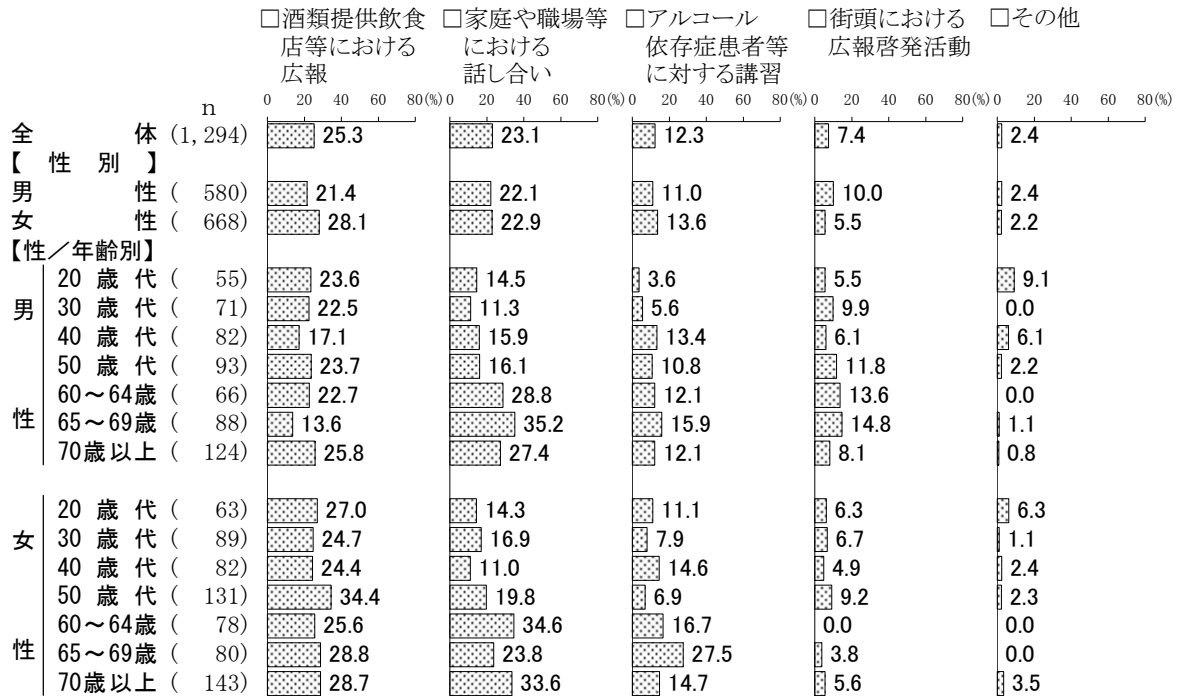 □酒類提供飲食店等における広報
□家庭や職場等における話し合い
□アルコール依存症患者等に対する講習
□街頭における広報啓発活動
□その他
n
0 20 40 60 80(%) 0 20 40 60 80(%) 0 20 40 60 80(%) 0 20 40 60 80(%) 0 20 40 60 80(%)
全体 (1,294) 25.3 23.1 12.3 7.4 2.4
【性別】
男性 ( 580) 21.4 22.1 11.0 10.0 2.4
女性 ( 668) 28.1 22.9 13.6 5.5 2.2
【性/年齢別】
男性
20歳代 ( 55) 23.6 14.5 3.6 5.5 9.1
30歳代 ( 71) 22.5 11.3 5.6 9.9 0.0
40歳代 ( 82) 17.1 15.9 13.4 6.1 6.1
50歳代 ( 93) 23.7 16.1 10.8 11.8 2.2
60~64歳 ( 66) 22.7 28.8 12.1 13.6 0.0
65~69歳 ( 88) 13.6 35.2 15.9 14.8 1.1
70歳以上 ( 124) 25.8 27.4 12.1 8.1 0.8
女性
20歳代 ( 63) 27.0 14.3 11.1 6.3 6.3
30歳代 ( 89) 24.7 16.9 7.9 6.7 1.1
40歳代 ( 82) 24.4 11.0 14.6 4.9 2.4
50歳代 ( 131) 34.4 19.8 6.9 9.2 2.3
60~64歳 ( 78) 25.6 34.6 16.7 0.0 0.0
65~69歳 ( 80) 28.8 23.8 27.5 3.8 0.0
70歳以上 ( 143) 28.7 33.6 14.7 5.6 3.5